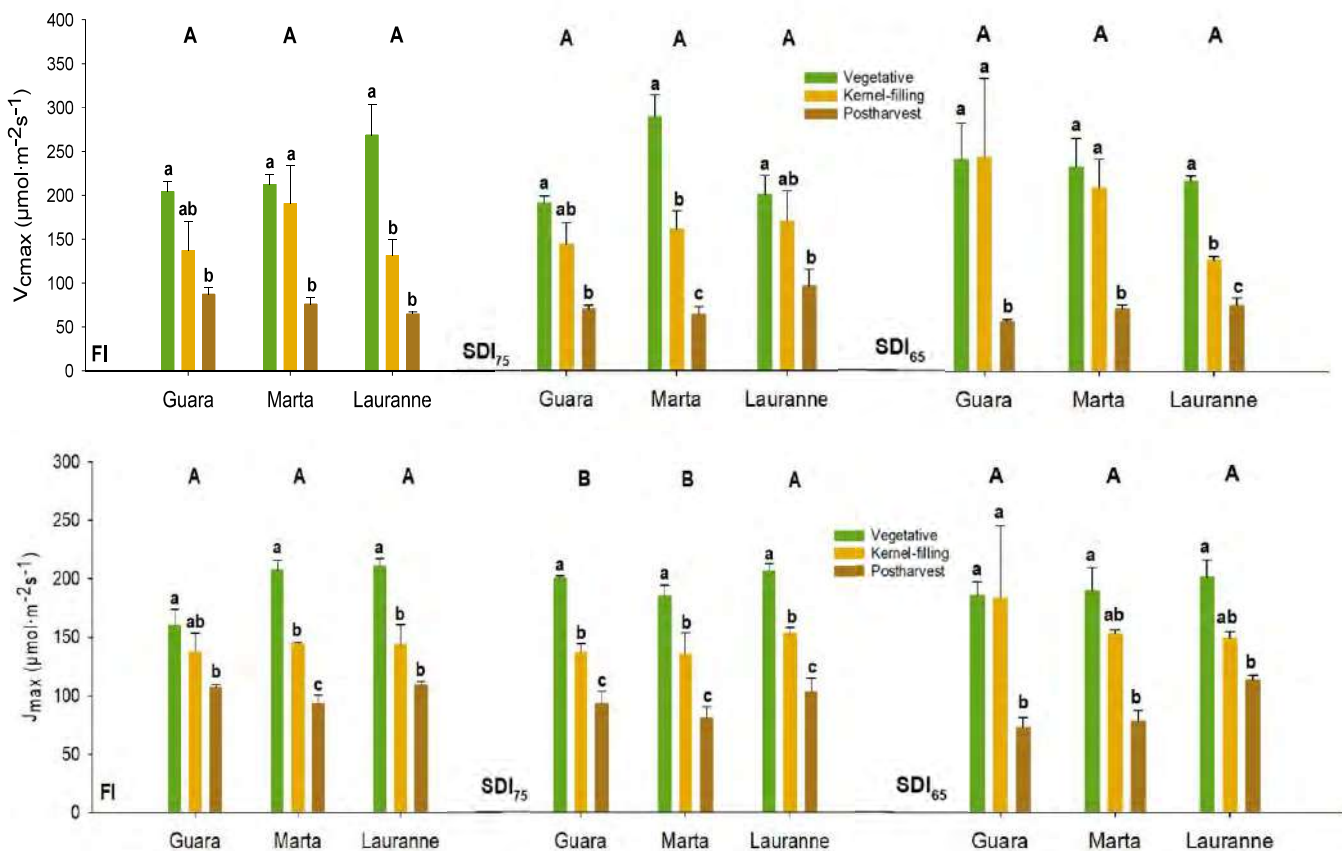 400
350
300
250
200
150
100
50
0
Vcmax (µmol·m⁻²s⁻¹)
A A A A A A A A A
Vegetative
Kernel-filling
Postharvest
a ab b a a b a b b
a ab b a b c a ab b
a a b a a b a b c
FI SDI75 SDI65
Guara Marta Lauranne Guara Marta Lauranne Guara Marta Lauranne
300
250
200
150
100
50
0
Jmax (µmol·m⁻²s⁻¹)
A A A B B A A A A
Vegetative
Kernel-filling
Postharvest
a ab b a b c a b b
a b c a b c a b c
a a b a ab b a ab b
FI SDI75 SDI65
Guara Marta Lauranne Guara Marta Lauranne Guara Marta Lauranne